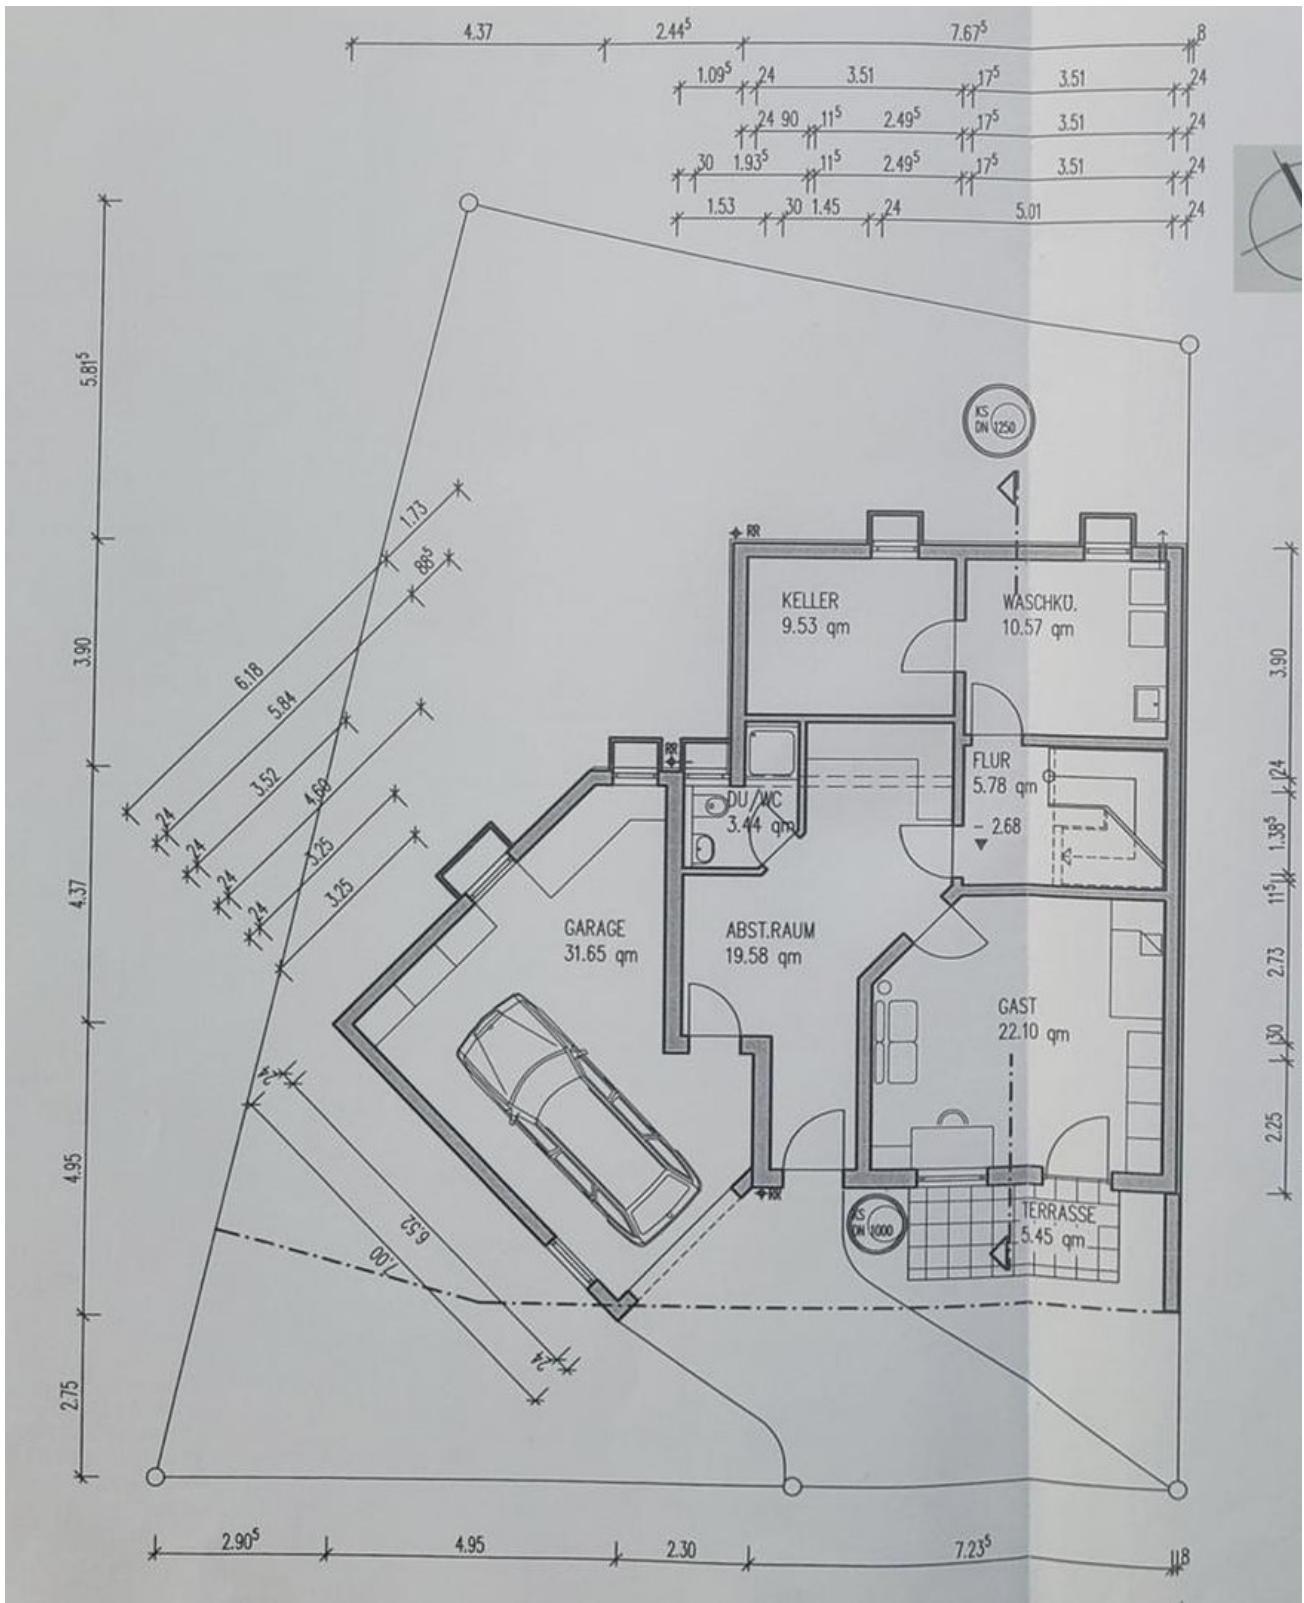 4.37 2.44⁵ 7.67⁵ 8
1.09⁵ 24 3.51 17⁵ 3.51 24
24 90 11⁵ 2.49⁵ 17⁵ 3.51 24
30 1.93⁵ 11⁵ 2.49⁵ 17⁵ 3.51 24
1.53 30 1.45 24 5.01 24
5.81⁵
3.90
4.37
4.95
2.75
1.73
88⁵
6.18
5.84
24
3.52
24
4.60
24
3.25
24
3.25
24
6.52
7.00
24
KS
DN 1250
RR
KELLER
9.53 qm
WASCHKÜ.
10.57 qm
RR
DU/WC
3.44 qm
FLUR
5.78 qm
- 2.68
GARAGE
31.65 qm
ABST.RAUM
19.58 qm
GAST
22.10 qm
RR
KS
DN 1000
TERRASSE
5.45 qm
3.90
24
1.38⁵
11⁵
2.73
30
2.25
2.90⁵ 4.95 2.30 7.23⁵ 8